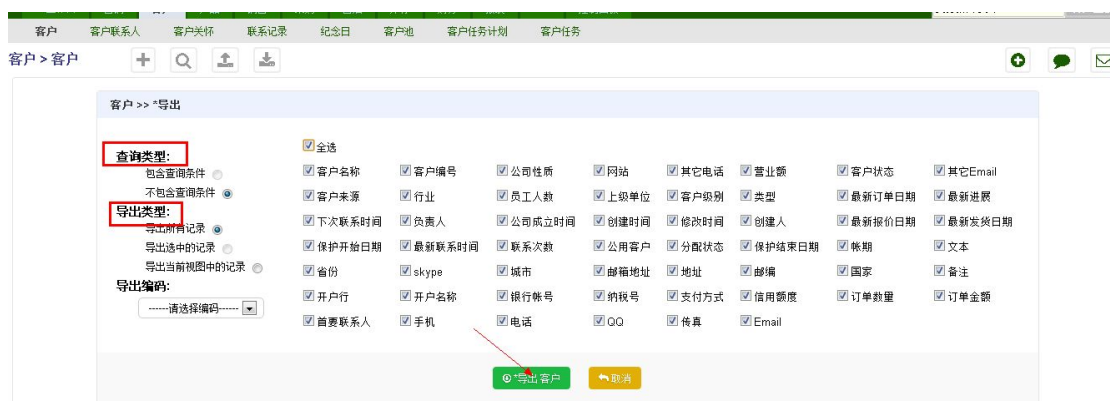 客户 客户联系人 客户关怀 联系记录 纪念日 客户池 客户任务计划 客户任务
客户 > 客户
客户 >> *导出
查询类型:
包含查询条件
不包含查询条件
导出类型:
导出所有记录
导出选中的记录
导出当前视图中的记录
导出编码:
------请选择编码------
全选
客户名称 客户编号 公司性质 网站 其它电话 营业额 客户状态 其它Email
客户来源 行业 员工人数 上级单位 客户级别 类型 最新订单日期 最新进展
下次联系时间 负责人 公司成立时间 创建时间 修改时间 创建人 最新报价日期 最新发货日期
保护开始日期 最新联系时间 联系次数 公用客户 分配状态 保护结束日期 帐期 文本
省份 skype 城市 邮箱地址 地址 邮编 国家 备注
开户行 开户名称 银行帐号 纳税号 支付方式 信用额度 订单数量 订单金额
首要联系人 手机 电话 QQ 传真 Email
*导出客户 取消